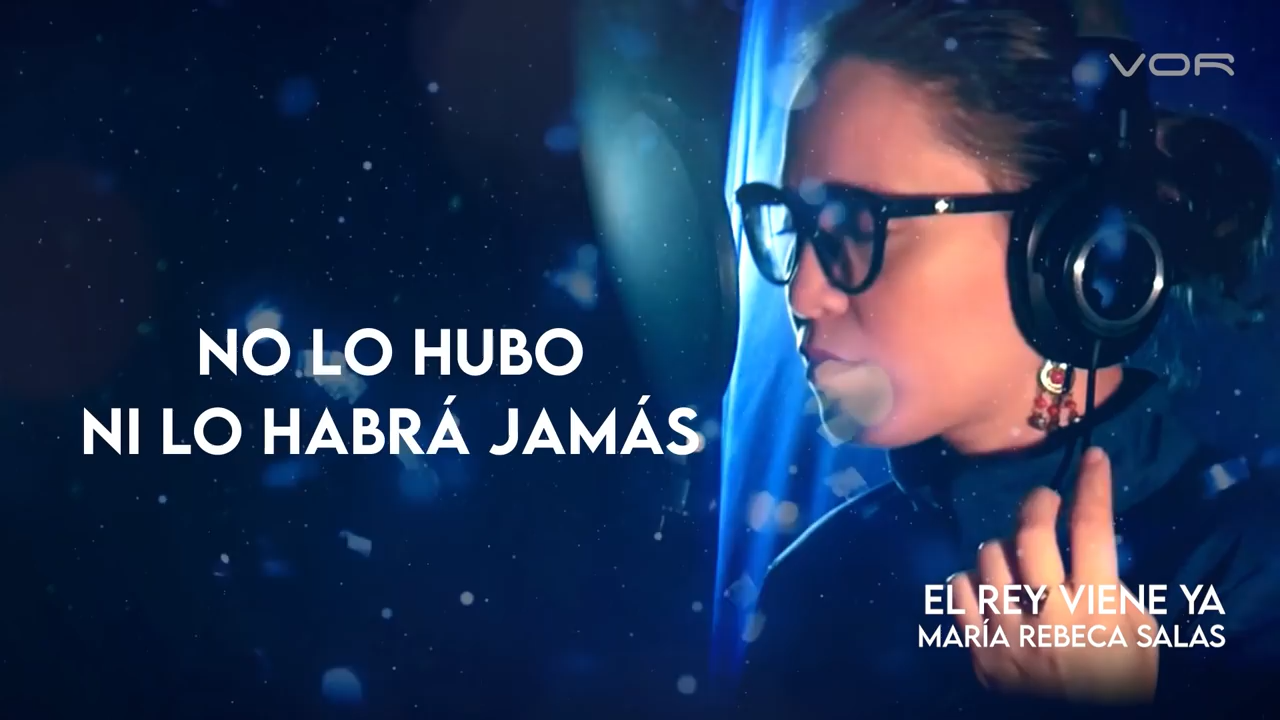 VOR
NO LO HUBO
NI LO HABRÁ JAMÁS
EL REY VIENE YA
MARÍA REBECA SALAS